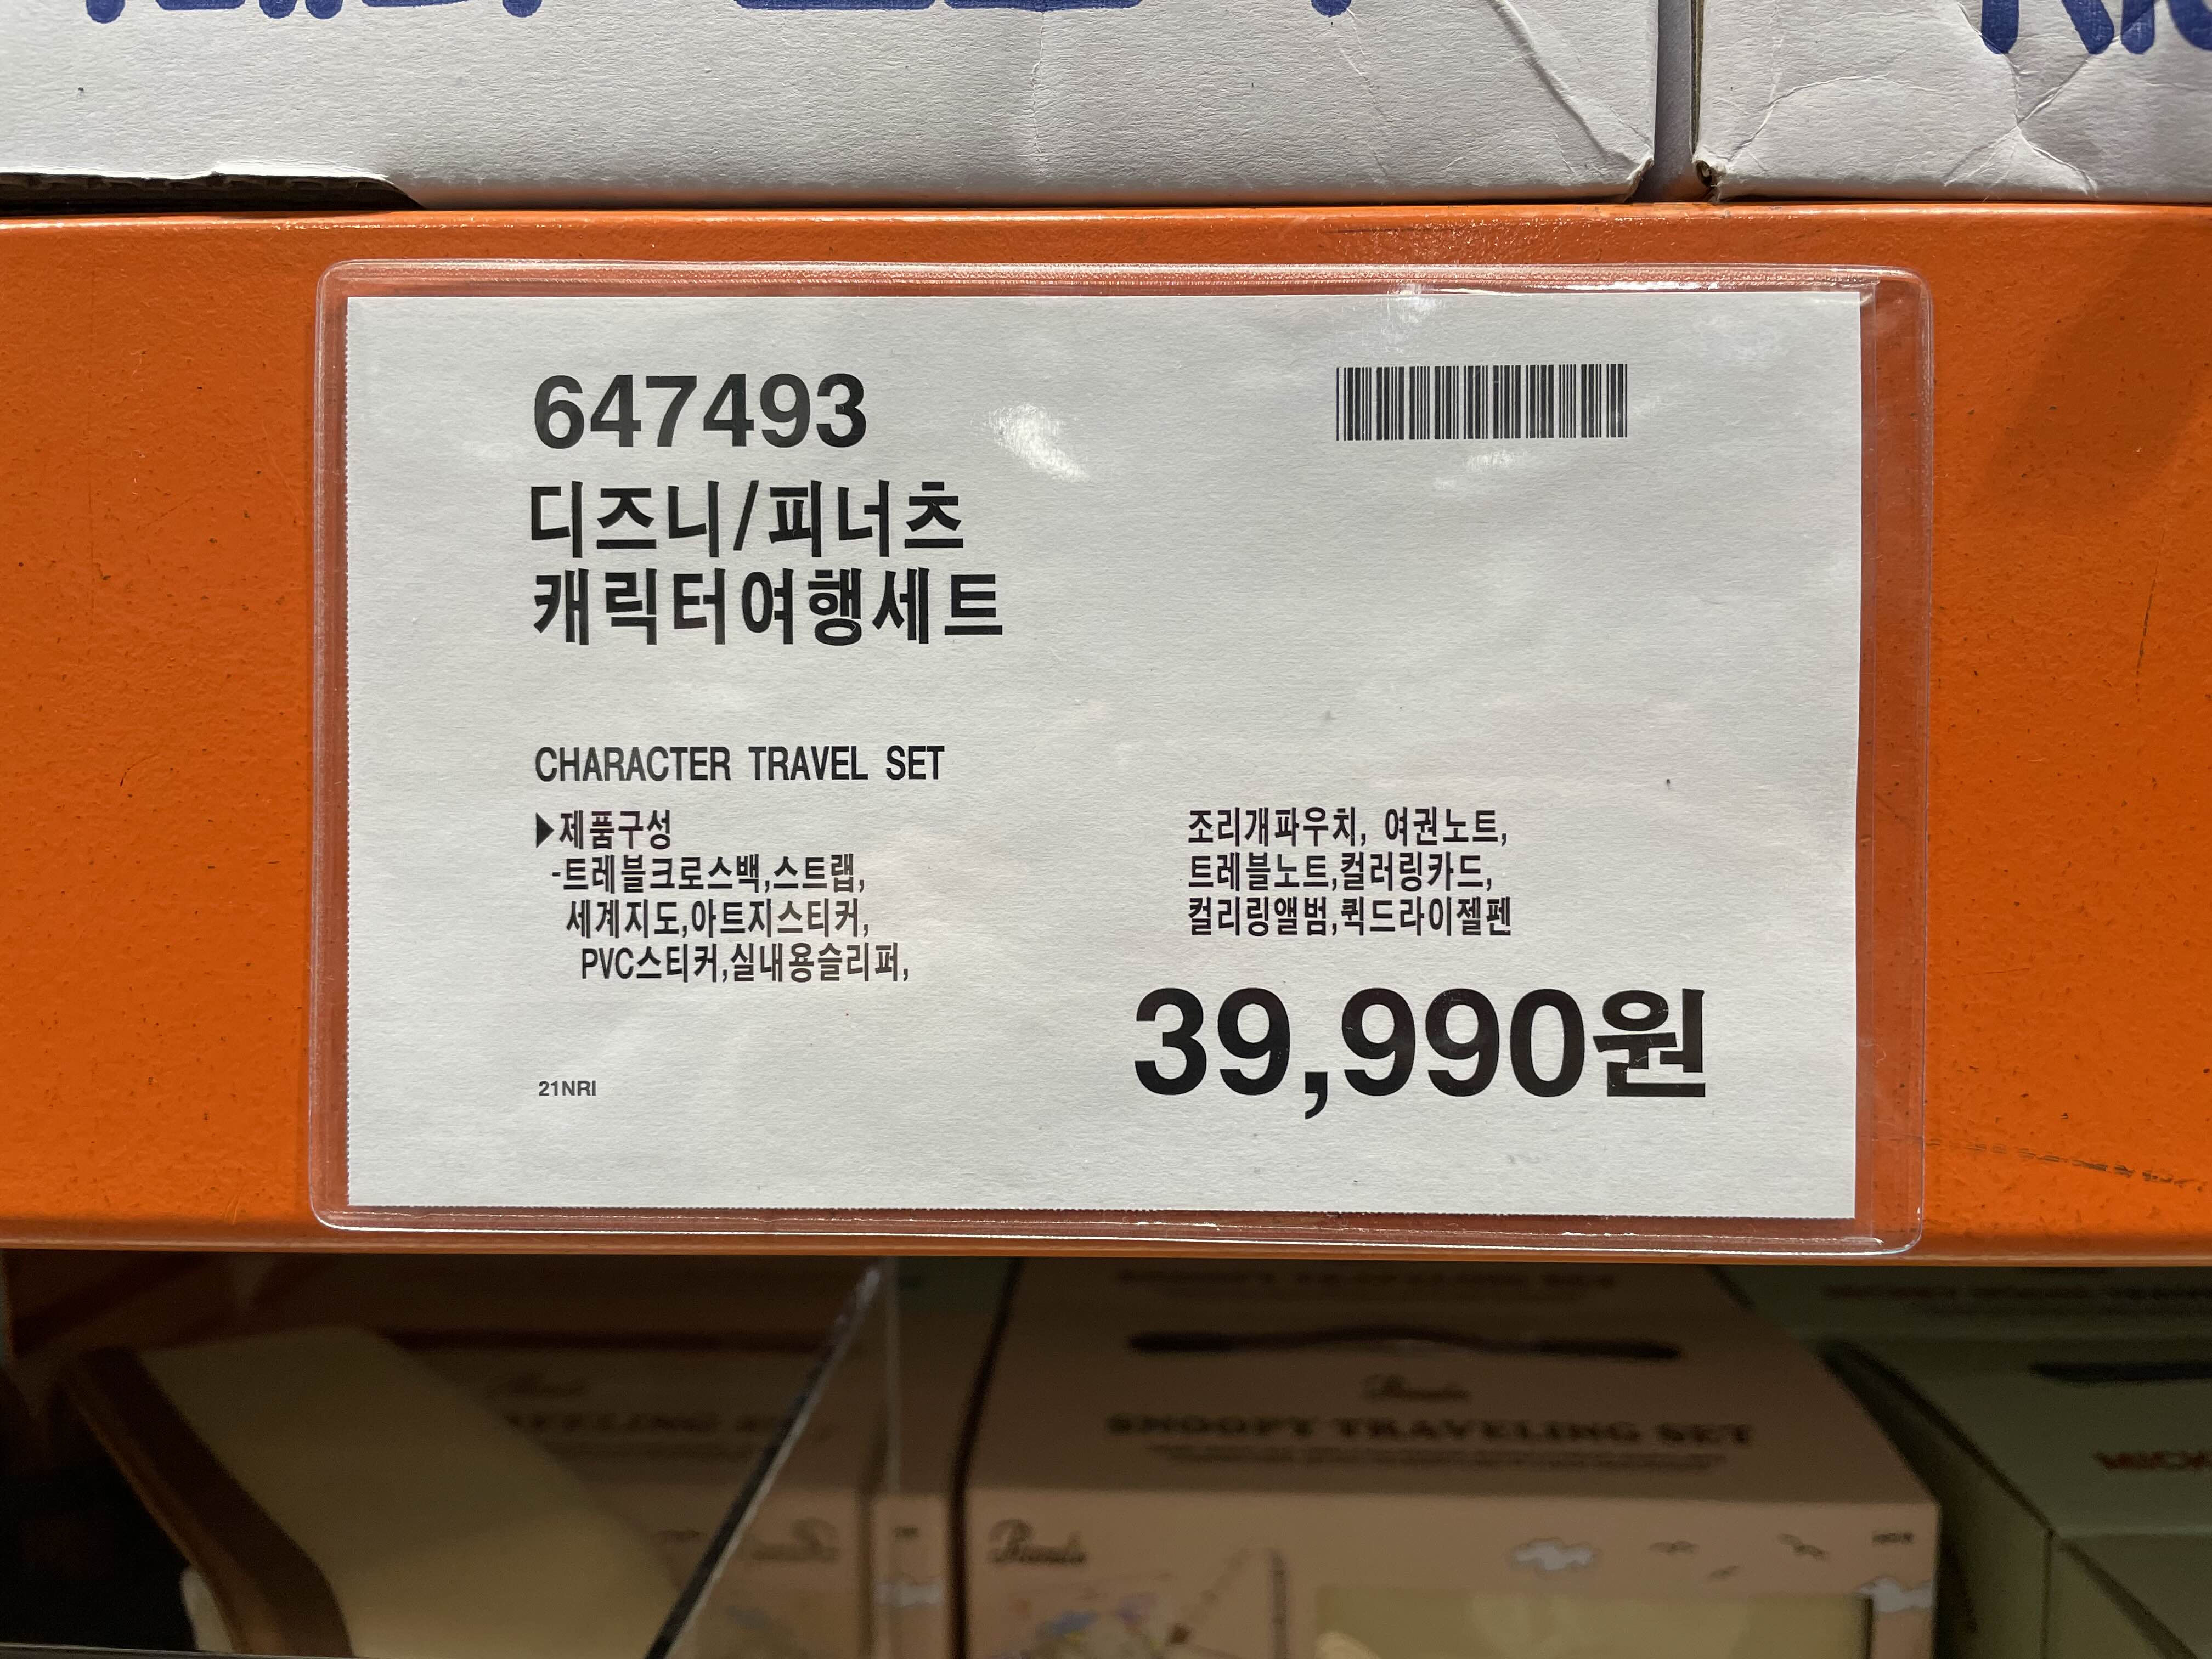 647493
디즈니/피너츠
캐릭터여행세트
CHARACTER TRAVEL SET
▶제품구성
-트레블크로스백,스트랩,
세계지도,아트지스티커,
PVC스티커,실내용슬리퍼,
조리개파우치, 여권노트,
트레블노트,컬러링카드,
컬리링앨범,퀵드라이젤펜
39,990원
21NRI
SNOOPY TRAVELING SET